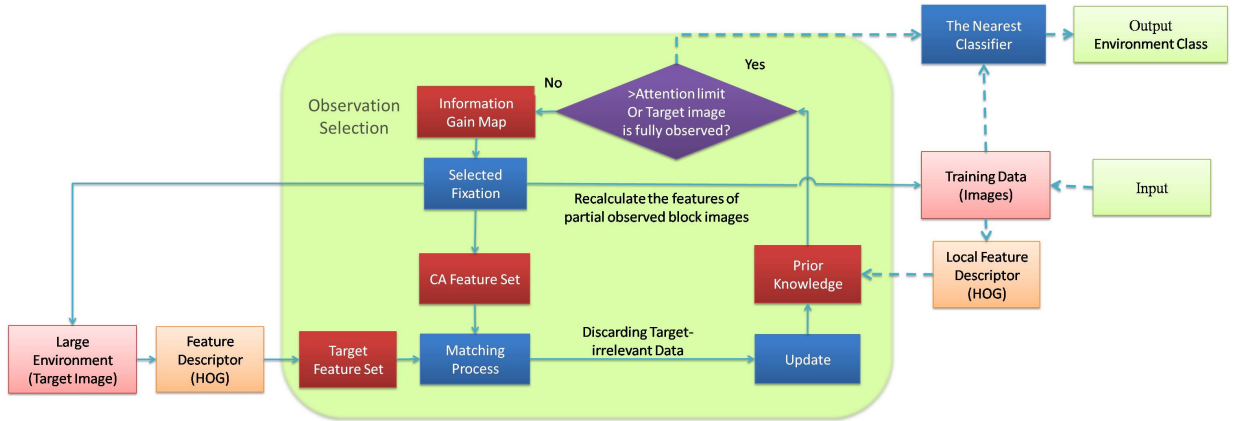 The Nearest
Classifier
Output
Environment Class
Yes
No
>Attention limit
Or Target image
is fully observed?
Observation
Selection
Information
Gain Map
Selected
Fixation
Recalculate the features of
partial observed block images
Training Data
(Images)
Input
CA Feature Set
Prior
Knowledge
Local Feature
Descriptor
(HOG)
Large
Environment
(Target Image)
Feature
Descriptor
(HOG)
Target
Feature Set
Matching
Process
Discarding Target-
irrelevant Data
Update